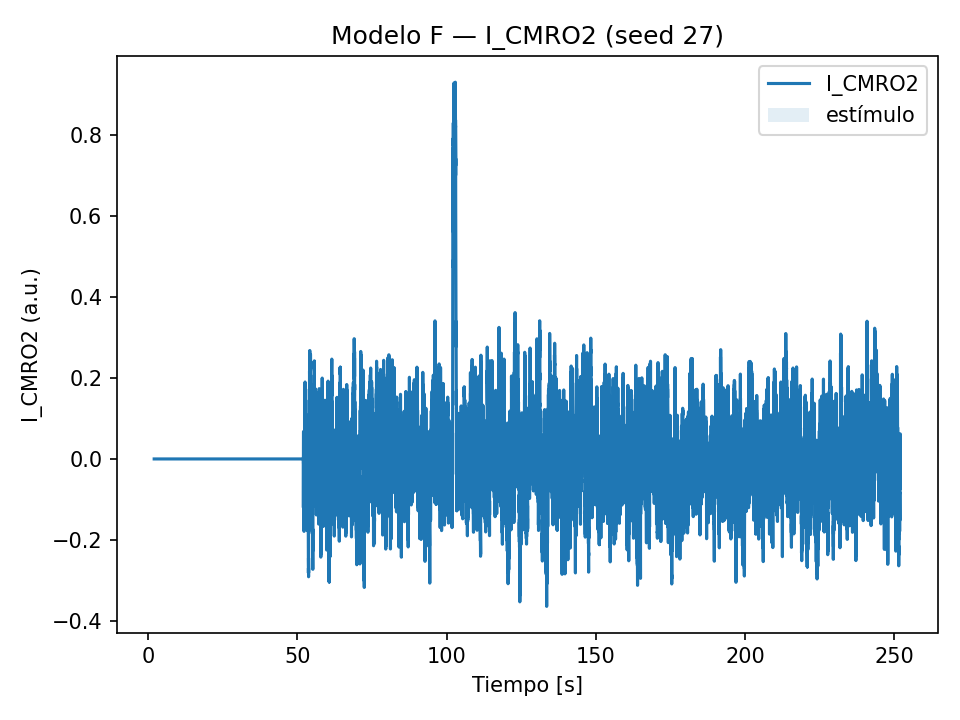 Modelo F — I_CMRO2 (seed 27)
I_CMRO2
estímulo
I_CMRO2 (a.u.)
0.8
0.6
0.4
0.2
0.0
−0.2
−0.4
0 50 100 150 200 250
Tiempo [s]